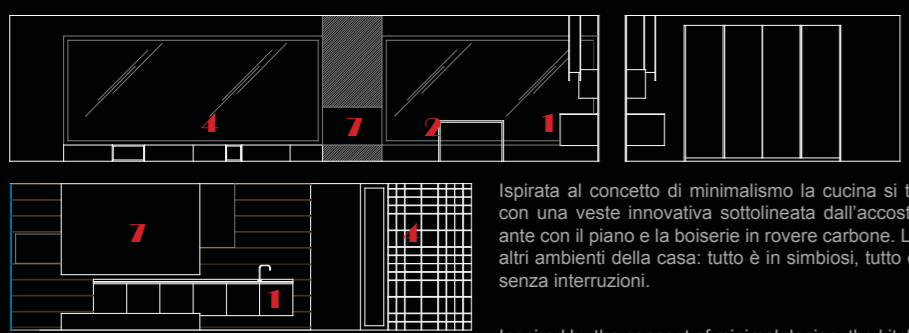 4 7 2 1
7 1 4
Ispirata al concetto di minimalismo la cucina si
con una veste innovativa sottolineata dall'accost
ante con il piano e la boiserie in rovere carbone. L
altri ambienti della casa: tutto è in simbiosi, tutto
senza interruzioni.